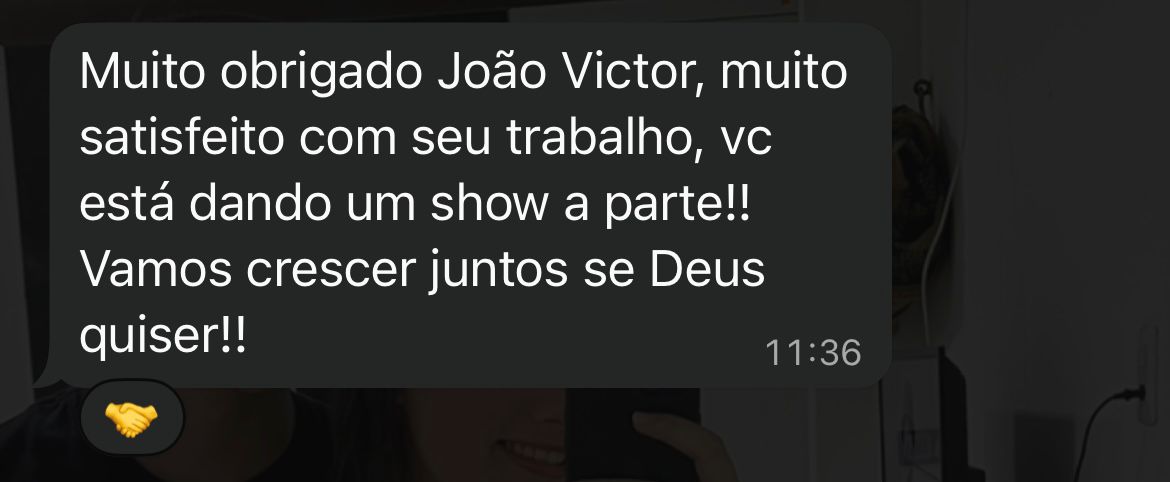 Muito obrigado João Victor, muito
satisfeito com seu trabalho, vc
está dando um show a parte!!
Vamos crescer juntos se Deus
quiser!!
11:36